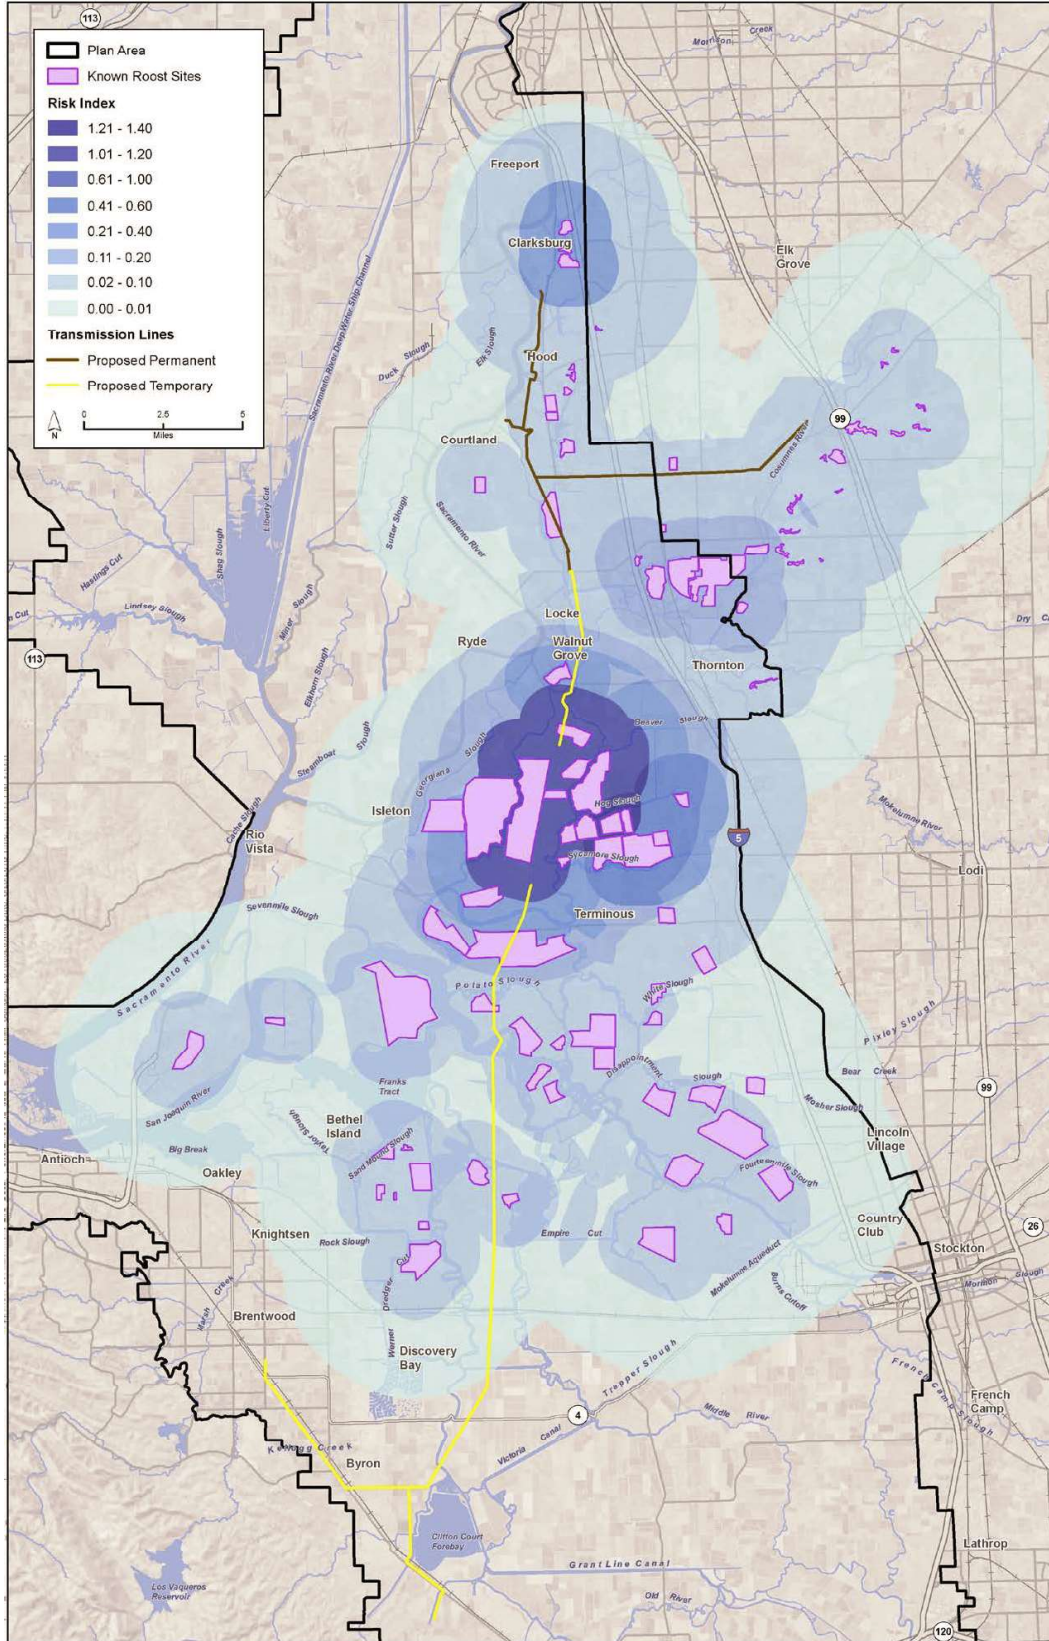 Plan Area
Known Roost Sites
Risk Index
1.21 - 1.40
1.01 - 1.20
0.61 - 1.00
0.41 - 0.60
0.21 - 0.40
0.11 - 0.20
0.02 - 0.10
0.00 - 0.01
Transmission Lines
Proposed Permanent
Proposed Temporary
N
0 2.5 5
Miles
113
Morrison Creek
Freeport
Sacramento River Deep Water Ship Channel
Clarksburg
Elk
Grove
Elk Slough
Duck Slough
Hood
99
Courtland
Cosumnes River
Liberty Cut
Sutter Slough
Sacramento
River
Shag Slough
Hastings Cut
Lindsey Slough
n Cut
Miner Slough
Locke
Dry C
Ryde
Walnut
Grove
113
Elkhorn Slough
Thornton
Beaver Slough
Steamboat Slough
Georgiana Slough
Cache Slough
Isleton
Hog Slough
Mokelumne River
Rio
Vista
5
Sycamore Slough
Lodi
Sevenmile Slough
Terminous
Sacramento River
Potato Slough
White Slough
Pixley Slough
Disappointment
Slough
Bear Creek
Franks
Tract
99
San Joaquin River
Mosher Slough
Taylor Slough
Bethel
Island
Lincoln
Village
Big Break
Sand Mound Slough
Antioch
Oakley
Fourteenmile Slough
Country
Club
26
Knightsen
Rock Slough
Empire Cut
Stockton
Mokelumne Aqueduct
Dredger Cut
Burns Cutoff
Mormon Slough
Marsh Creek
Brentwood
Werner
Discovery
Bay
Trapper Slough
French Camp Slough
French
Camp
4
Middle River
Kellogg Creek
Victoria Canal
Byron
Clifton Court
Forebay
Lathrop
Grant Line Canal
Los Vaqueros
Reservoir
Old River
120